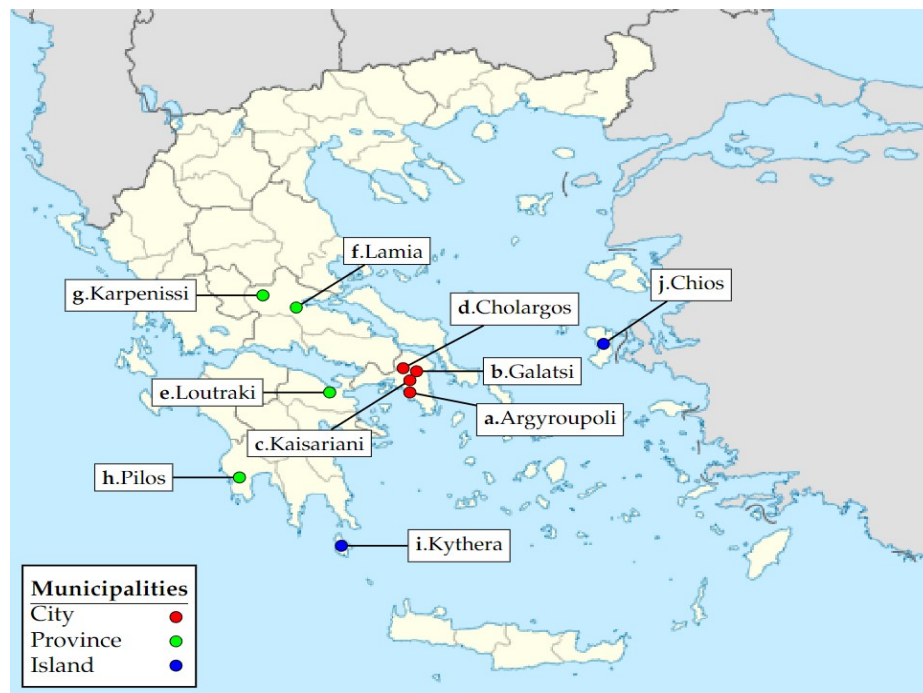 f.Lamia
g.Karpenissi
j.Chios
d.Cholargos
b.Galatsi
e.Loutraki
a.Argyroupoli
c.Kaisariani
h.Pilos
i.Kythera
Municipalities
City
Province
Island